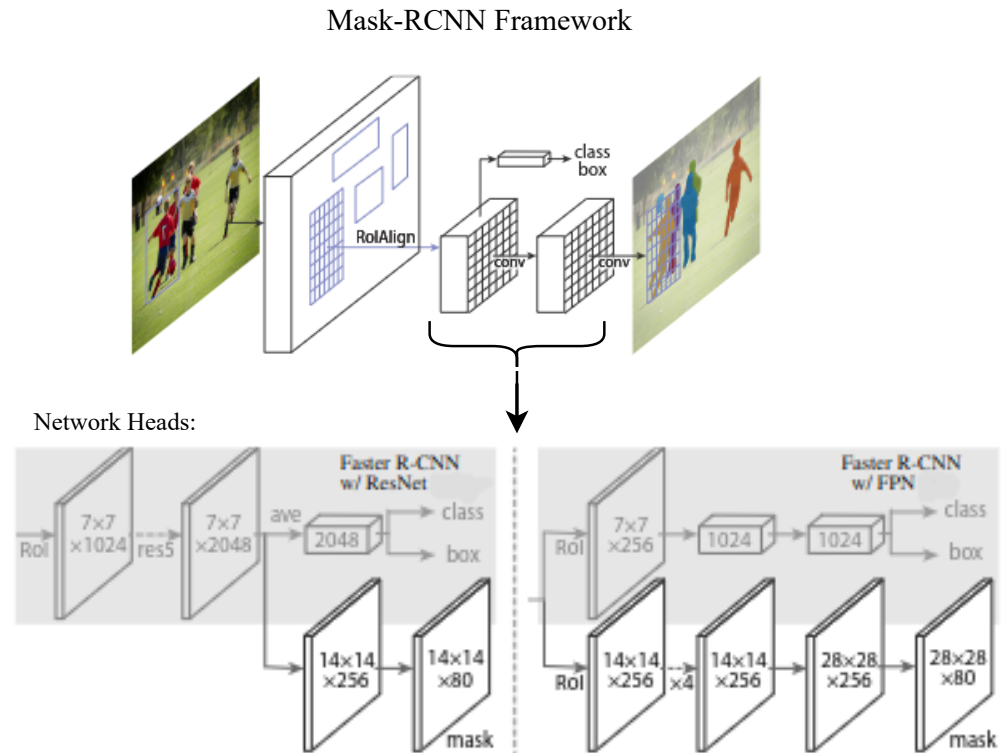 Mask-RCNN Framework
class
box
RoIAlign
conv
conv
Network Heads:
Faster R-CNN
w/ ResNet
7×7
×1024
RoI
res5
7×7
×2048
ave
2048
class
box
14×14
×256
14×14
×80
mask
Faster R-CNN
w/ FPN
7×7
×256
RoI
1024
1024
class
box
RoI
14×14
×256
×4
14×14
×256
28×28
×256
28×28
×80
mask